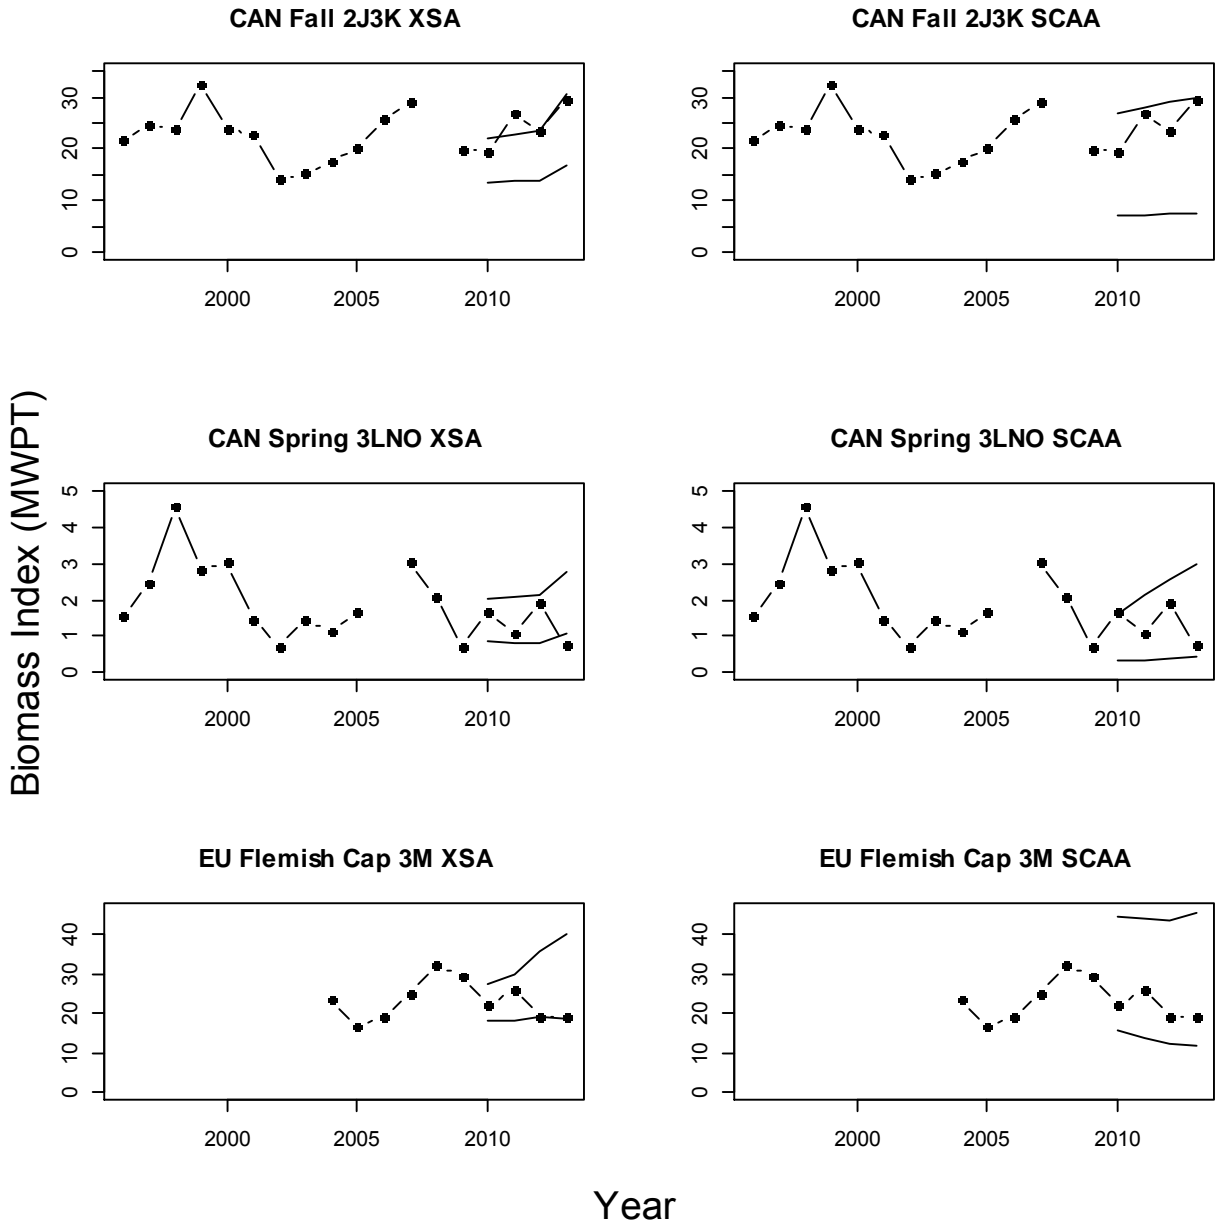 CAN Fall 2J3K XSA
CAN Fall 2J3K SCAA
30
20
10
0
2000 2005 2010
30
20
10
0
2000 2005 2010
Biomass Index (MWPT)
CAN Spring 3LNO XSA
CAN Spring 3LNO SCAA
5
4
3
2
1
0
2000 2005 2010
5
4
3
2
1
0
2000 2005 2010
EU Flemish Cap 3M XSA
EU Flemish Cap 3M SCAA
40
30
20
10
0
2000 2005 2010
40
30
20
10
0
2000 2005 2010
Year